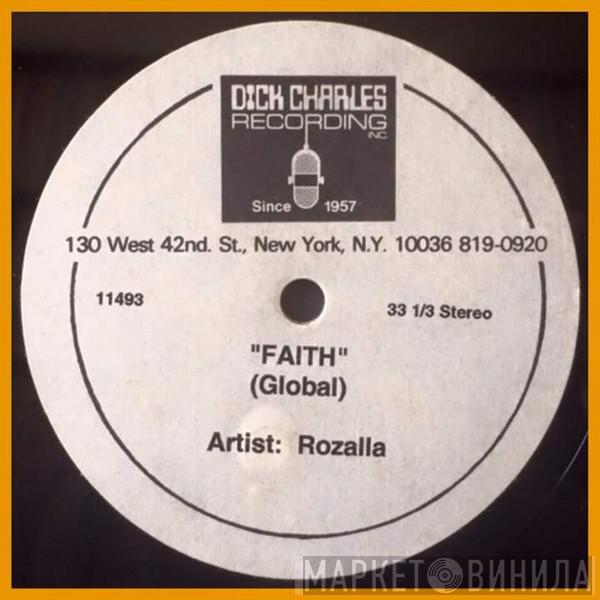 DICK CHARLES
RECORDING
INC.
Since 1957
130 West 42nd. St., New York, N.Y. 10036 819-0920
11493
33 1/3 Stereo
"FAITH"
(Global)
Artist: Rozalla
МАРКЕТ ВИНИЛА